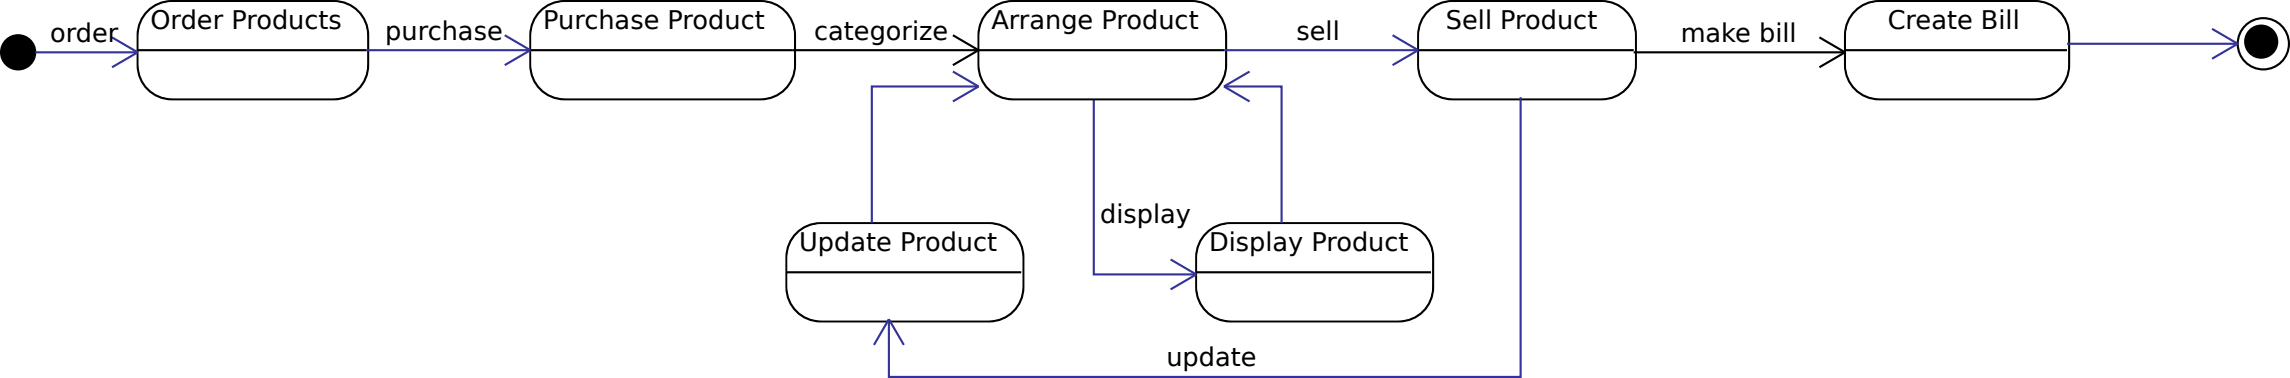 order
Order Products
purchase
Purchase Product
categorize
Arrange Product
sell
Sell Product
make bill
Create Bill
display
Update Product
Display Product
update